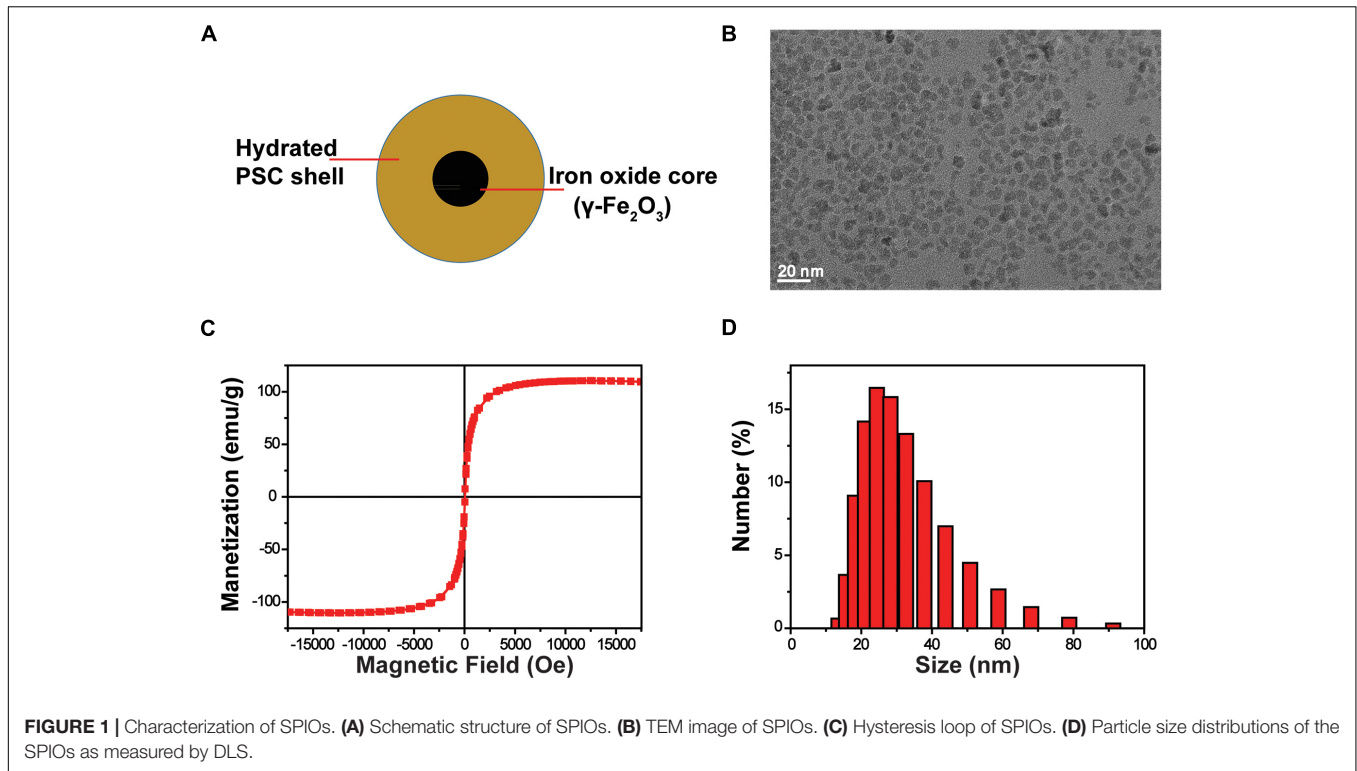 A
Hydrated
PSC shell
Iron oxide core
(γ-Fe₂O₃)
B
20 nm
C
Manetization (emu/g)
100
50
0
-50
-100
-15000 -10000 -5000 0 5000 10000 15000
Magnetic Field (Oe)
D
Number (%)
15
10
5
0
0 20 40 60 80 100
Size (nm)
FIGURE 1 | Characterization of SPIOs. (A) Schematic structure of SPIOs. (B) TEM image of SPIOs. (C) Hysteresis loop of SPIOs. (D) Particle size distributions of the
SPIOs as measured by DLS.